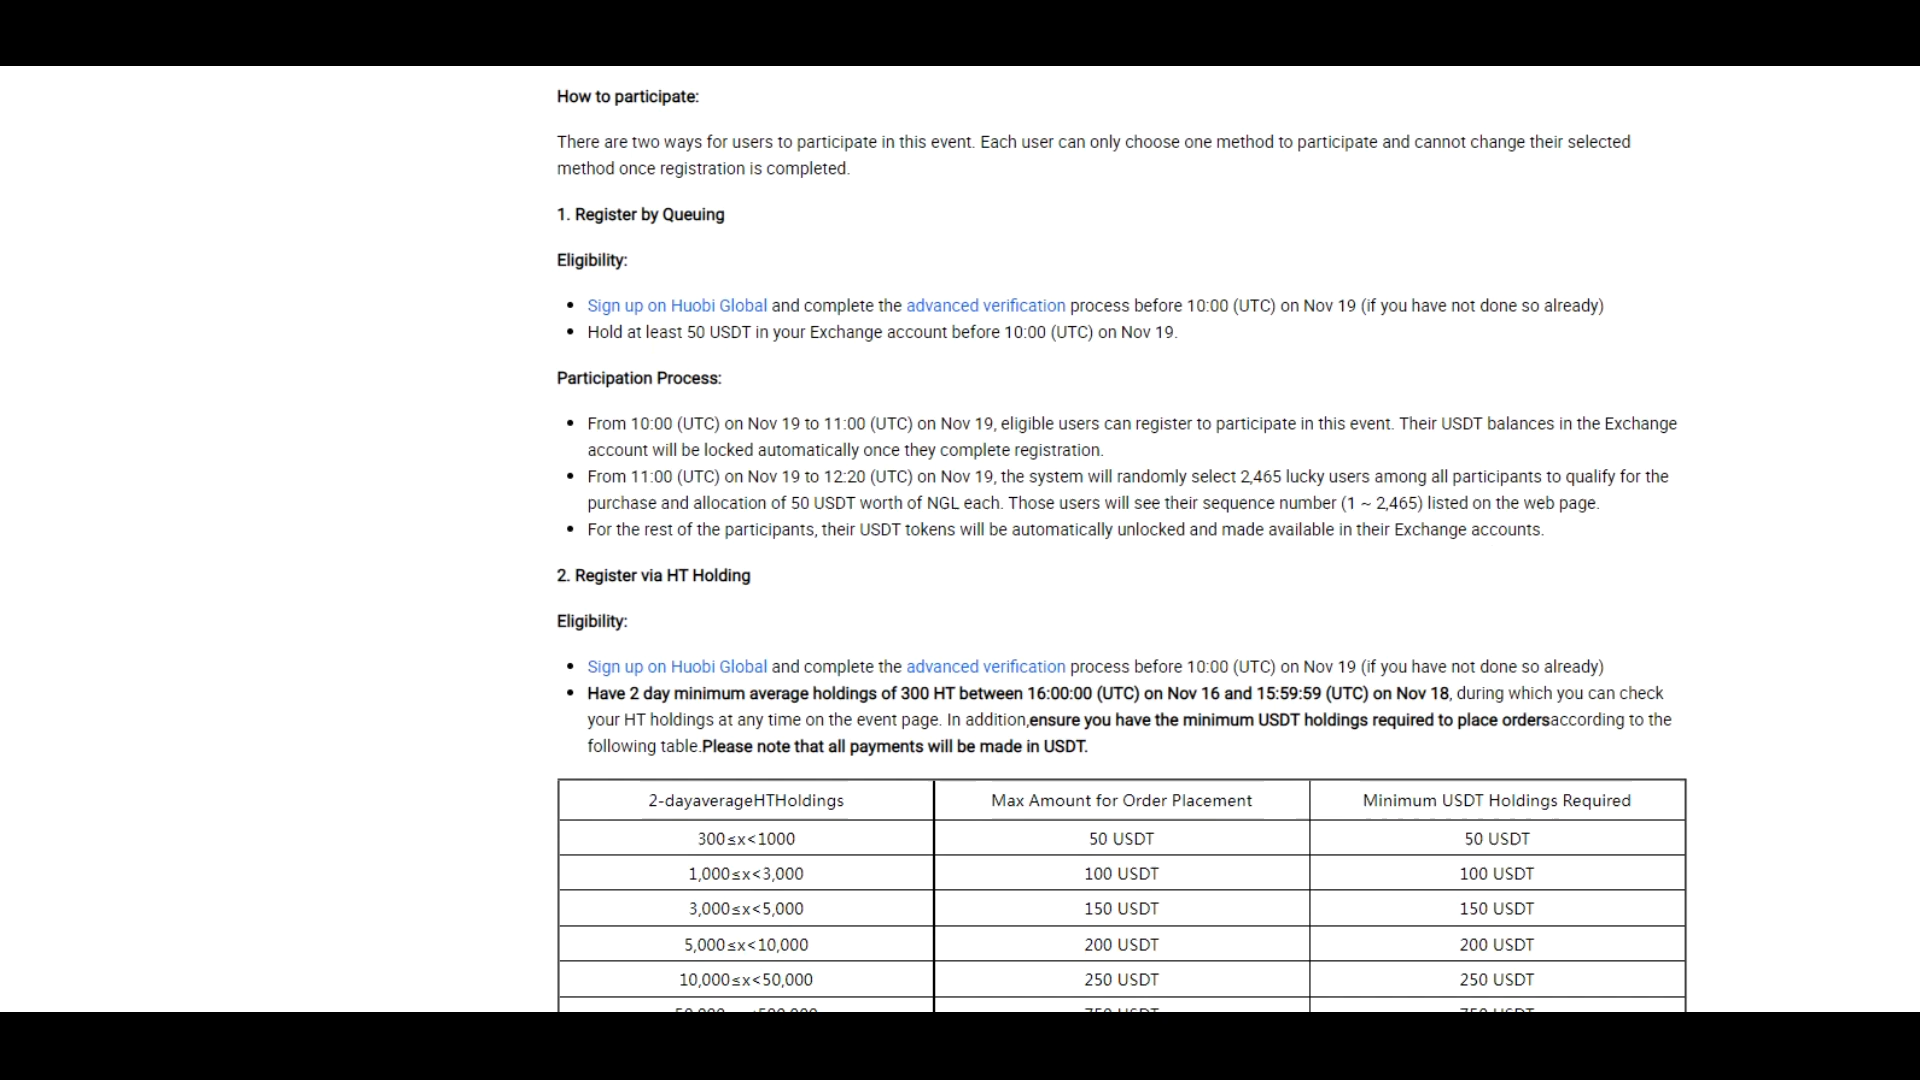 How to participate:
There are two ways for users to participate in this event. Each user can only choose one method to participate and cannot change their selected
method once registration is completed.
1. Register by Queuing
Eligibility:
• Sign up on Huobi Global and complete the advanced verification process before 10:00 (UTC) on Nov 19 (if you have not done so already)
• Hold at least 50 USDT in your Exchange account before 10:00 (UTC) on Nov 19.
Participation Process:
• From 10:00 (UTC) on Nov 19 to 11:00 (UTC) on Nov 19, eligible users can register to participate in this event. Their USDT balances in the Exchange
account will be locked automatically once they complete registration.
• From 11:00 (UTC) on Nov 19 to 12:20 (UTC) on Nov 19, the system will randomly select 2,465 lucky users among all participants to qualify for the
purchase and allocation of 50 USDT worth of NGL each. Those users will see their sequence number (1 ~ 2,465) listed on the web page.
• For the rest of the participants, their USDT tokens will be automatically unlocked and made available in their Exchange accounts.
2. Register via HT Holding
Eligibility:
• Sign up on Huobi Global and complete the advanced verification process before 10:00 (UTC) on Nov 19 (if you have not done so already)
• Have 2 day minimum average holdings of 300 HT between 16:00:00 (UTC) on Nov 16 and 15:59:59 (UTC) on Nov 18, during which you can check
your HT holdings at any time on the event page. In addition,ensure you have the minimum USDT holdings required to place ordersaccording to the
following table.Please note that all payments will be made in USDT.
2-dayaverageHTHoldings Max Amount for Order Placement Minimum USDT Holdings Required
300≤x<1000 50 USDT 50 USDT
1,000≤x<3,000 100 USDT 100 USDT
3,000≤x<5,000 150 USDT 150 USDT
5,000≤x<10,000 200 USDT 200 USDT
10,000≤x<50,000 250 USDT 250 USDT